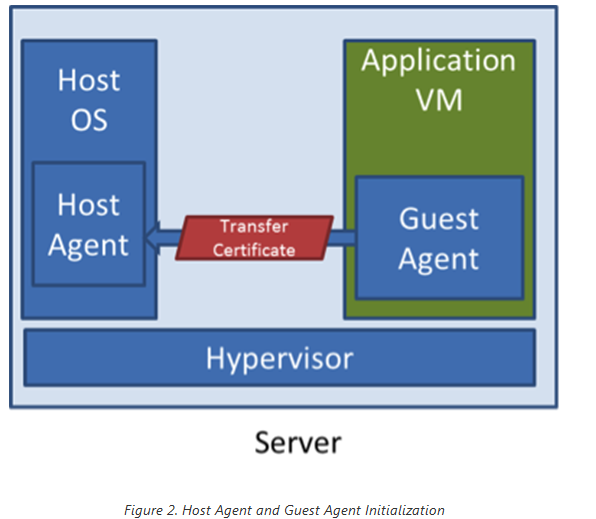 Host
OS
Application
VM
Host
Agent
Transfer
Certificate
Guest
Agent
Hypervisor
Server
Figure 2. Host Agent and Guest Agent Initialization